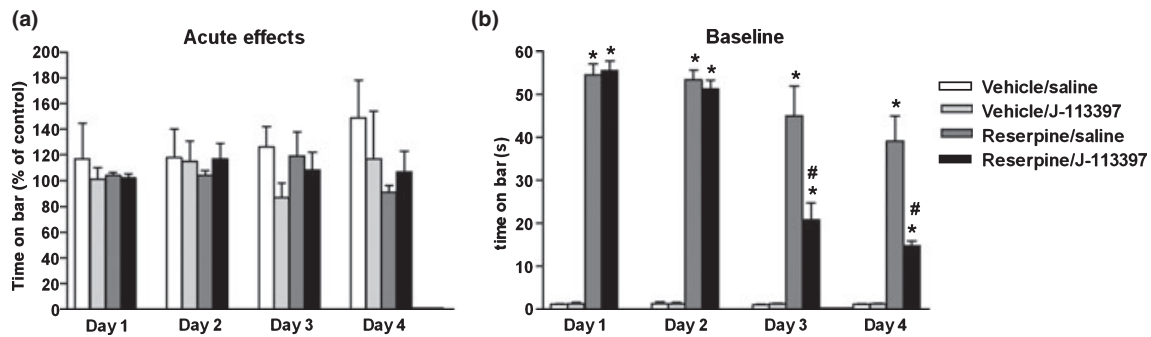 (a)
Acute effects
Time on bar (% of control)
200
180
160
140
120
100
80
60
40
20
0
Day 1 Day 2 Day 3 Day 4
(b)
Baseline
time on bar (s)
60
50
40
30
20
10
0
* * * * * # * * # *
Day 1 Day 2 Day 3 Day 4
Vehicle/saline
Vehicle/J-113397
Reserpine/saline
Reserpine/J-113397